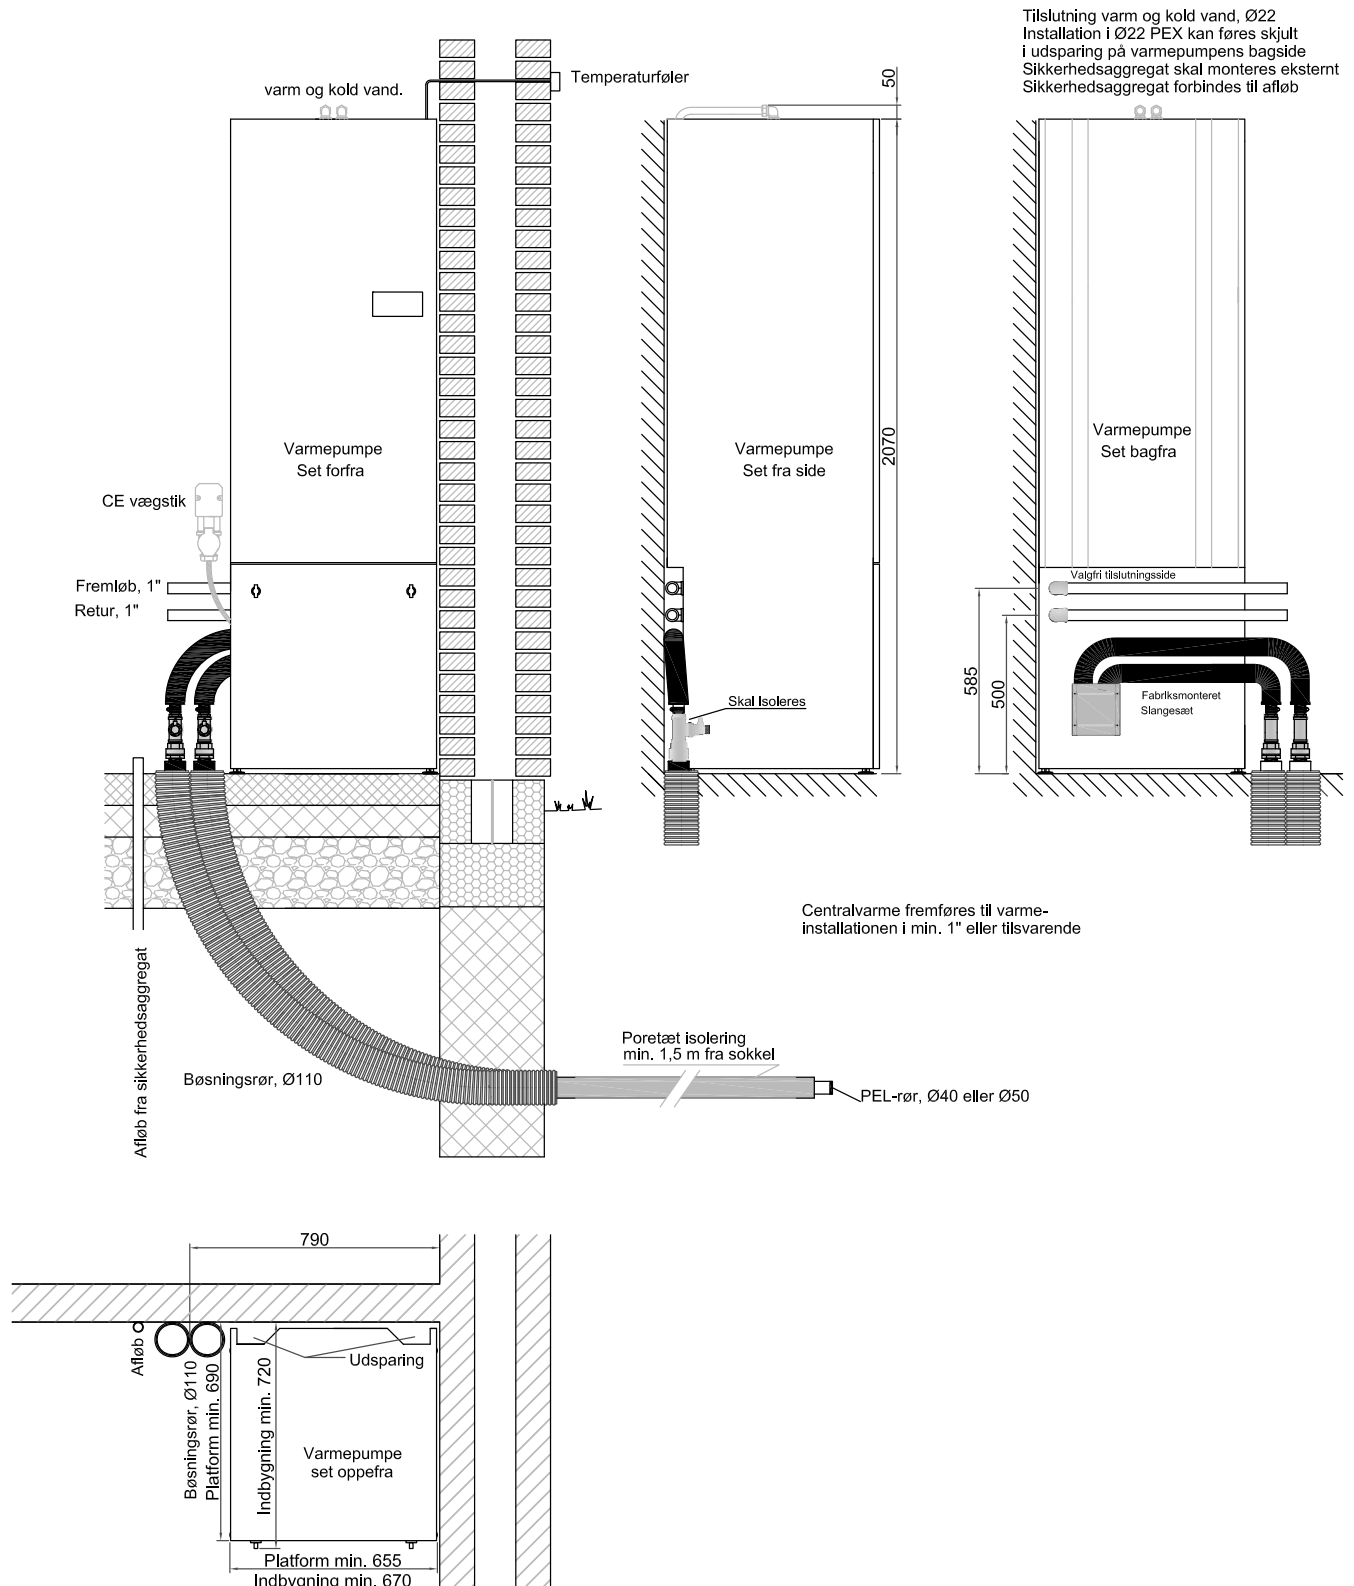 Tilslutning varm og kold vand, Ø22
Installation i Ø22 PEX kan føres skjult
i udsparing på varmepumpens bagside
Sikkerhedsaggregat skal monteres eksternt
Sikkerhedsaggregat forbindes til afløb
varm og kold vand.
Temperaturføler
50
2070
Varmepumpe
Set forfra
Varmepumpe
Set fra side
Varmepumpe
Set bagfra
CE vægstik
Fremløb, 1"
Retur, 1"
Valgfri tilslutningsside
585
500
Skal Isoleres
Fabriksmonteret
Slangesæt
Centralvarme fremføres til varme-
installationen i min. 1" eller tilsvarende
Afløb fra sikkerhedsaggregat
Bøsningsrør, Ø110
Poretæt isolering
min. 1,5 m fra sokkel
PEL-rør, Ø40 eller Ø50
790
Afløb
Bøsningsrør, Ø110
Platform min. 690
Indbygning min. 720
Udsparing
Varmepumpe
set oppefra
Platform min. 655
Indbygning min. 670